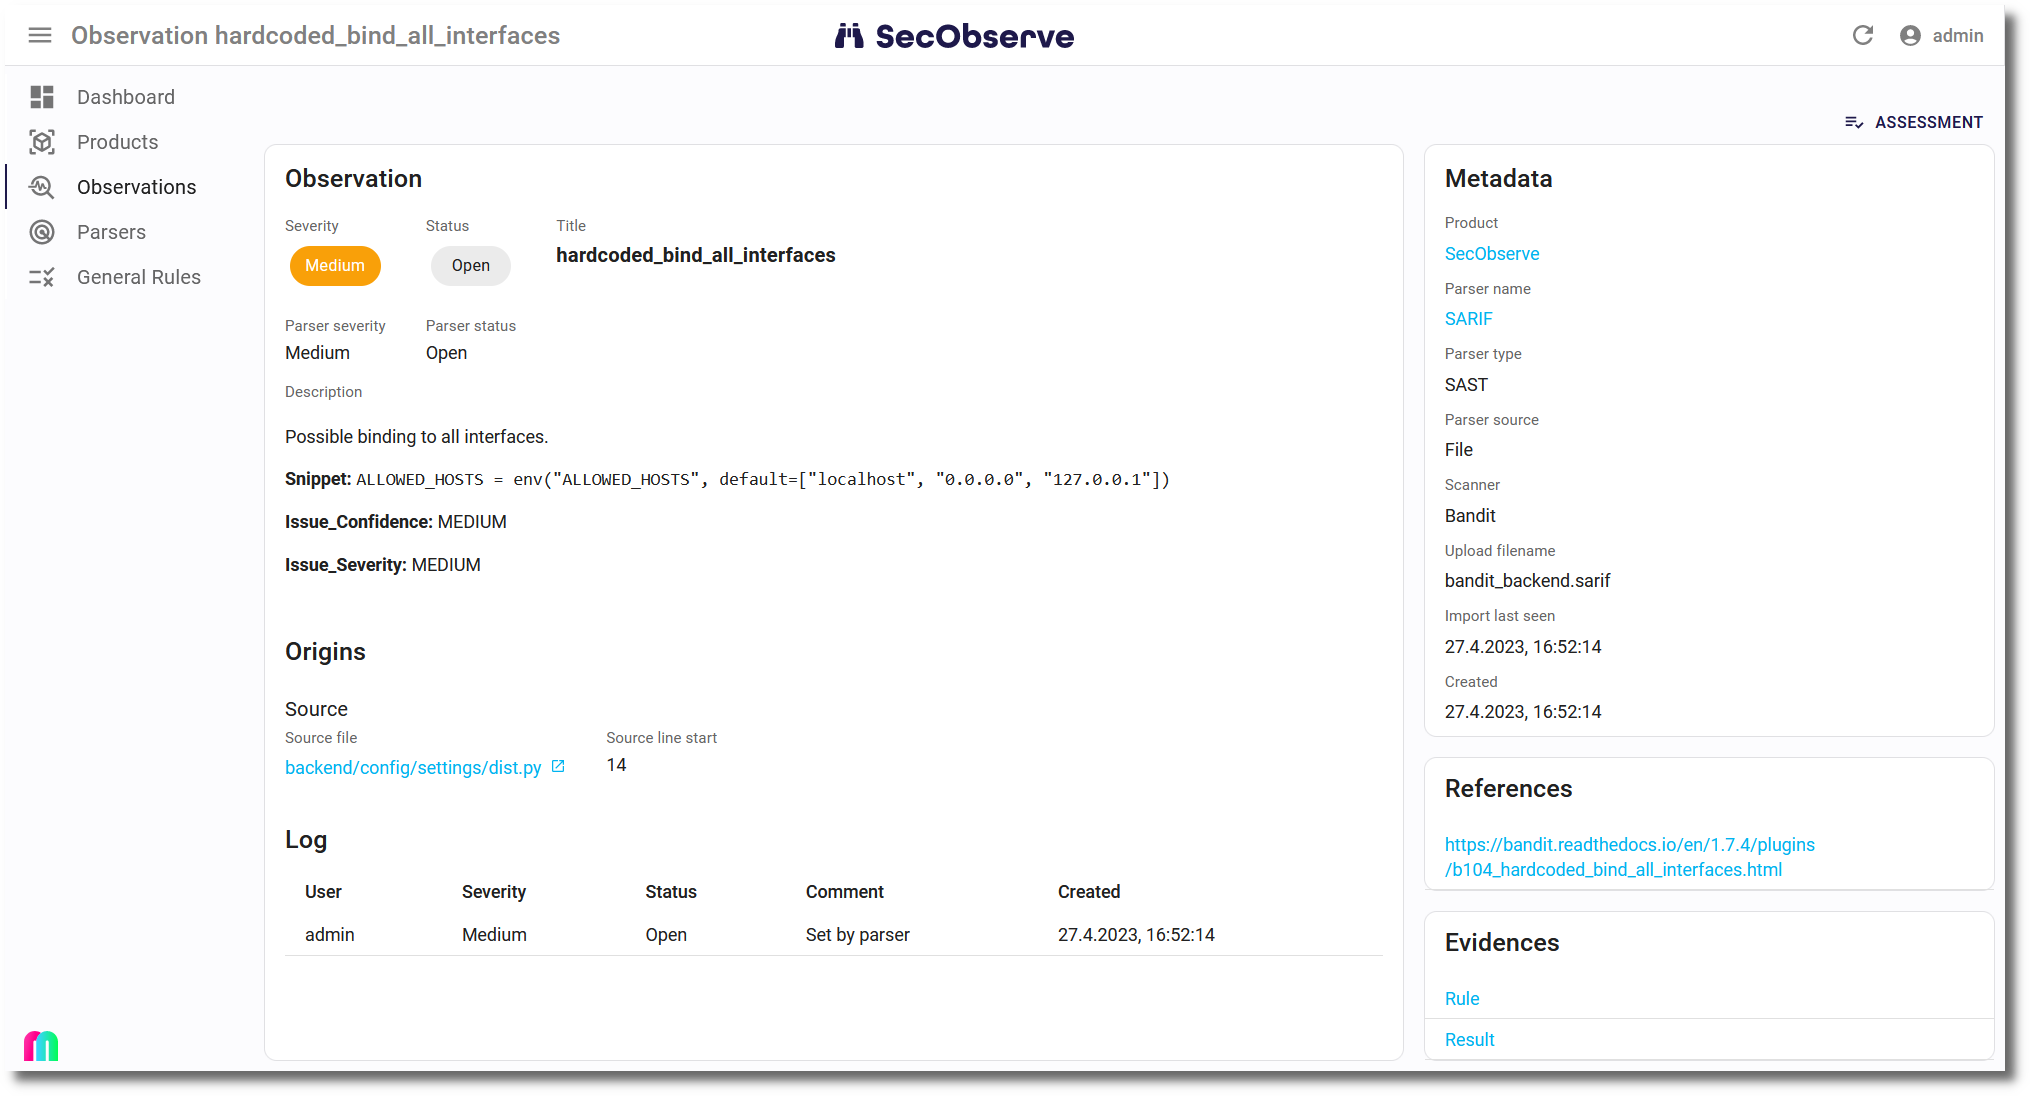 Observation hardcoded_bind_all_interfaces
SecObserve
admin
Dashboard
Products
Observations
Parsers
General Rules
ASSESSMENT
Observation
Severity Status Title
Medium Open hardcoded_bind_all_interfaces
Parser severity Parser status
Medium Open
Description
Possible binding to all interfaces.
Snippet: ALLOWED_HOSTS = env("ALLOWED_HOSTS", default=["localhost", "0.0.0.0", "127.0.0.1"])
Issue_Confidence: MEDIUM
Issue_Severity: MEDIUM
Origins
Source
Source file Source line start
backend/config/settings/dist.py 14
Log
User Severity Status Comment Created
admin Medium Open Set by parser 27.4.2023, 16:52:14
Metadata
Product
SecObserve
Parser name
SARIF
Parser type
SAST
Parser source
File
Scanner
Bandit
Upload filename
bandit_backend.sarif
Import last seen
27.4.2023, 16:52:14
Created
27.4.2023, 16:52:14
References
https://bandit.readthedocs.io/en/1.7.4/plugins
/b104_hardcoded_bind_all_interfaces.html
Evidences
Rule
Result